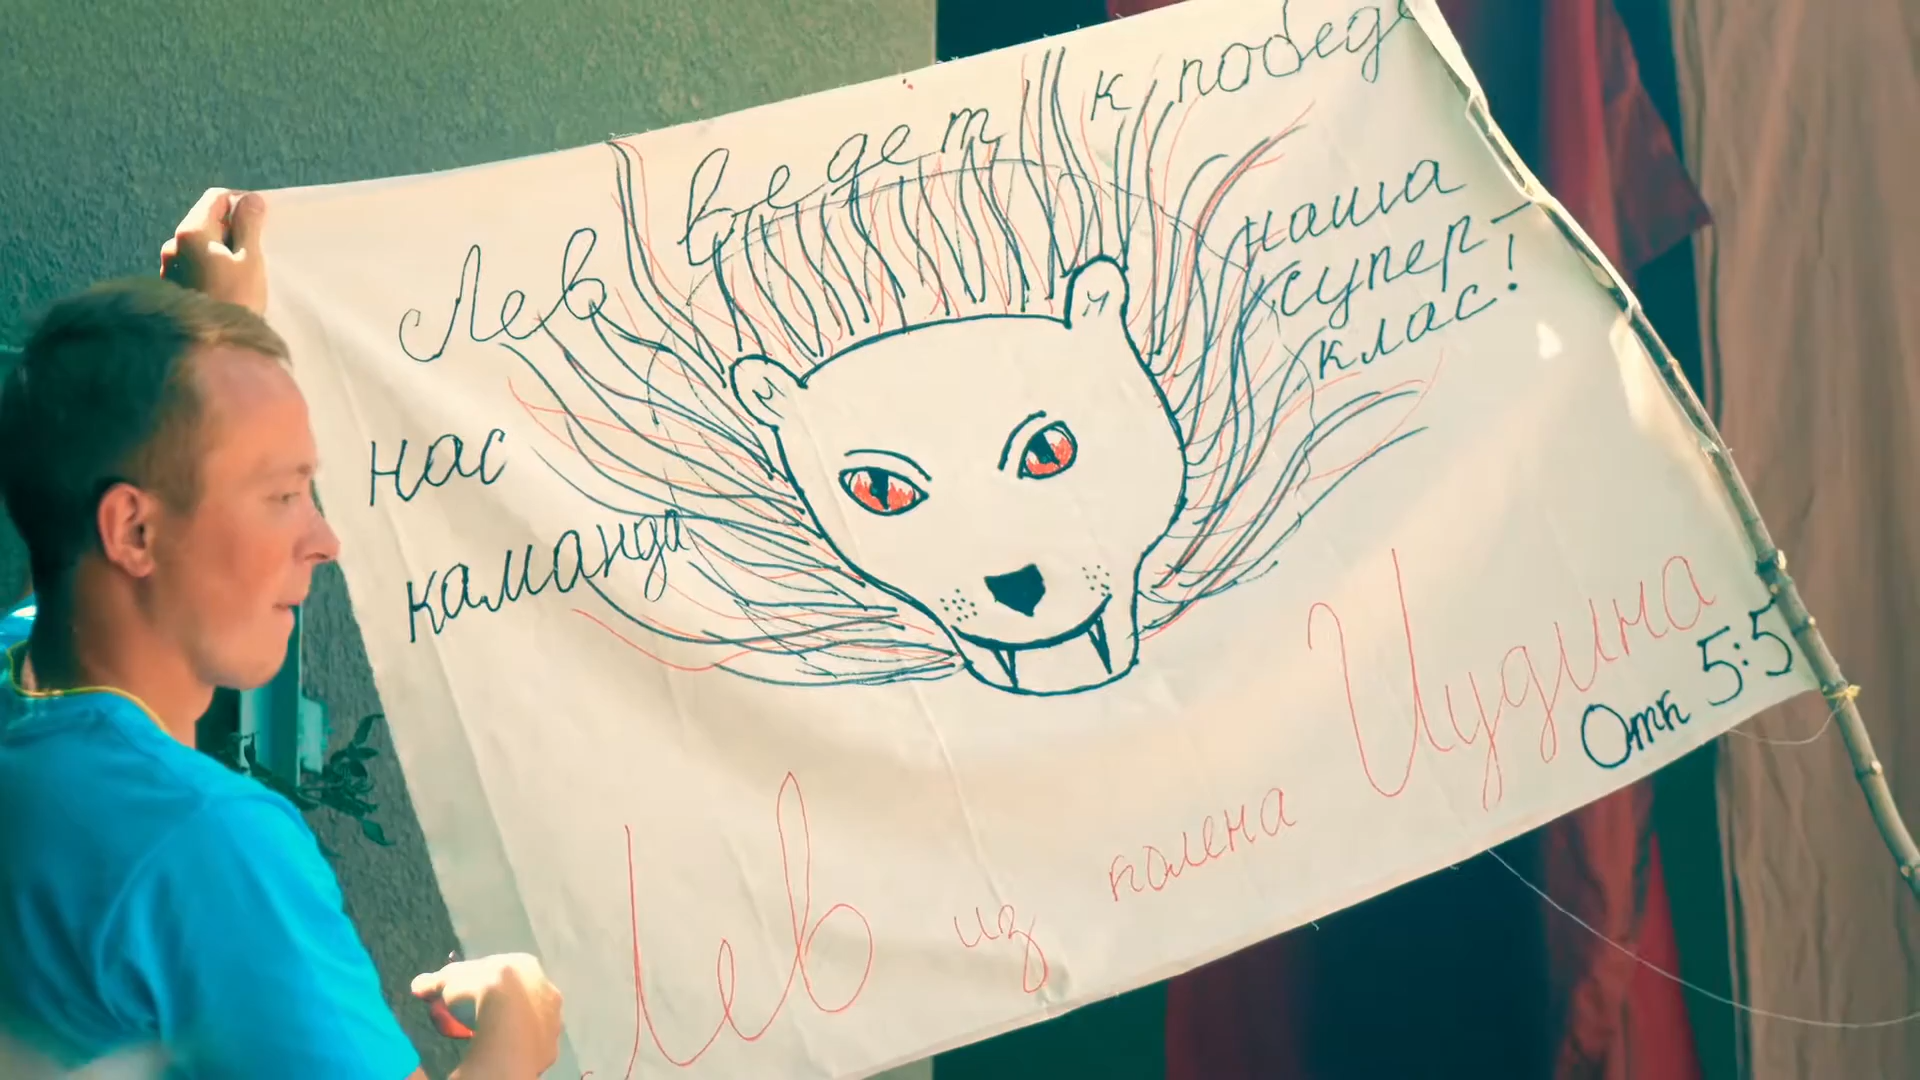 Лев ведет к победе
нас наша
каманда супер-
клас!
Лев из колена Иудина
Отк 5:5